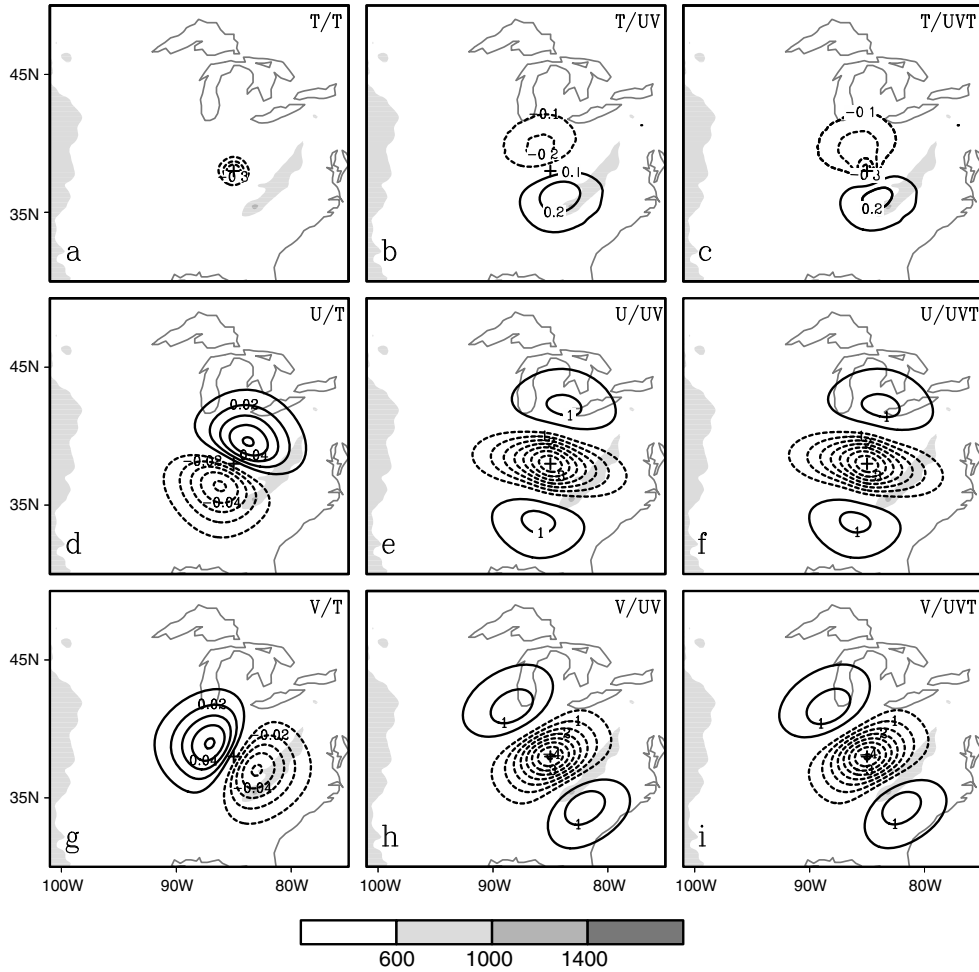 T/T
T/UV
T/UVT
45N
35N
-0.3
-0.1
-0.2
0.1
0.2
-0.1
-0.3
0.2
a
b
c
U/T
U/UV
U/UVT
45N
35N
0.02
0.04
-0.02
-0.04
1
1
1
1
d
e
f
V/T
V/UV
V/UVT
45N
35N
0.02
0.04
-0.02
-0.04
1
1
1
1
1
1
g
h
i
100W
90W
80W
100W
90W
80W
100W
90W
80W
600
1000
1400